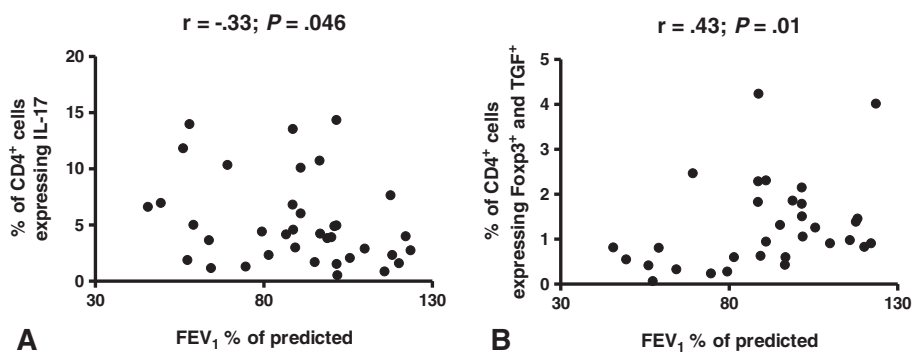 r = -.33; P = .046
% of CD4⁺ cells
expressing IL-17
20
15
10
5
0
30
80
130
FEV₁ % of predicted
A
r = .43; P = .01
% of CD4⁺ cells
expressing Foxp3⁺ and TGF⁺
5
4
3
2
1
0
30
80
130
FEV₁ % of predicted
B